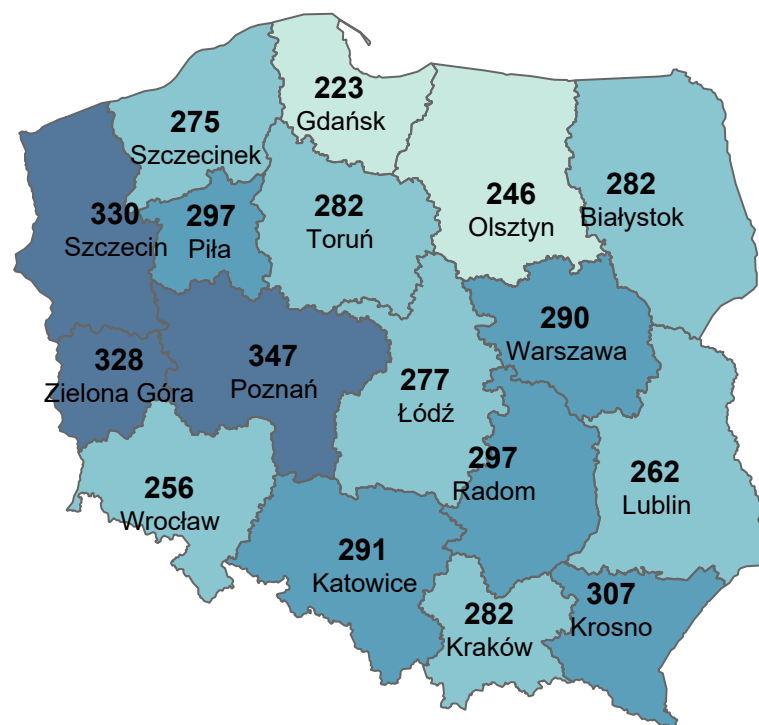 223
Gdańsk
275
Szczecinek
246
Olsztyn
282
Białystok
330
Szczecin
297
Piła
282
Toruń
290
Warszawa
328
Zielona Góra
347
Poznań
277
Łódź
297
Radom
262
Lublin
256
Wrocław
291
Katowice
282
Kraków
307
Krosno